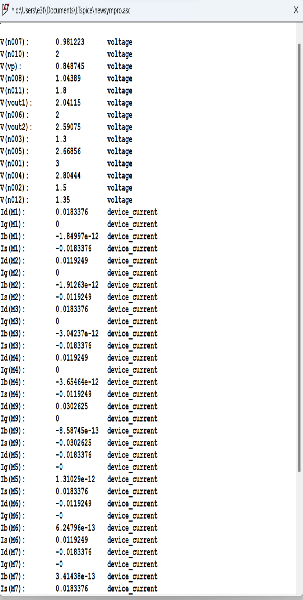 * d:\Users\e3f\Documents\LTspice\newsympro.asc
X
V(n007): 0.981223 voltage
V(n010): 2 voltage
V(vp): 0.848745 voltage
V(n008): 1.04389 voltage
V(n011): 1.8 voltage
V(vout1): 2.04115 voltage
V(n006): 2 voltage
V(vout2): 2.59075 voltage
V(n003): 1.3 voltage
V(n005): 2.66856 voltage
V(n001): 3 voltage
V(n004): 2.80444 voltage
V(n002): 1.5 voltage
V(n012): 1.35 voltage
Id(M1): 0.0183376 device_current
Ig(M1): 0 device_current
Ib(M1): -1.84997e-12 device_current
Is(M1): -0.0183376 device_current
Id(M2): 0.0119249 device_current
Ig(M2): 0 device_current
Ib(M2): -1.91263e-12 device_current
Is(M2): -0.0119249 device_current
Id(M3): 0.0183376 device_current
Ig(M3): 0 device_current
Ib(M3): -3.04237e-12 device_current
Is(M3): -0.0183376 device_current
Id(M4): 0.0119249 device_current
Ig(M4): 0 device_current
Ib(M4): -3.65464e-12 device_current
Is(M4): -0.0119249 device_current
Id(M9): 0.0302625 device_current
Ig(M9): 0 device_current
Ib(M9): -8.58745e-13 device_current
Is(M9): -0.0302625 device_current
Id(M5): -0.0183376 device_current
Ig(M5): -0 device_current
Ib(M5): 1.31029e-12 device_current
Is(M5): 0.0183376 device_current
Id(M6): -0.0119249 device_current
Ig(M6): -0 device_current
Ib(M6): 6.24796e-13 device_current
Is(M6): 0.0119249 device_current
Id(M7): -0.0183376 device_current
Ig(M7): -0 device_current
Ib(M7): 3.41438e-13 device_current
Is(M7): 0.0183376 device_current